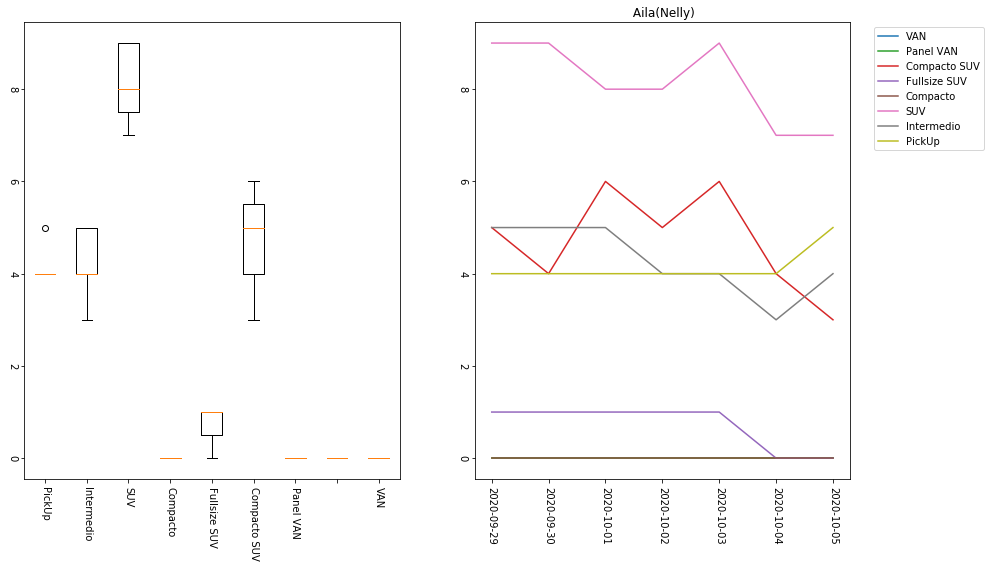 8
6
4
2
0
PickUp
Intermedio
SUV
Compacto
Fullsize SUV
Compacto SUV
Panel VAN
VAN
Aila(Nelly)
8
6
4
2
0
2020-09-29
2020-09-30
2020-10-01
2020-10-02
2020-10-03
2020-10-04
2020-10-05
VAN
Panel VAN
Compacto SUV
Fullsize SUV
Compacto
SUV
Intermedio
PickUp